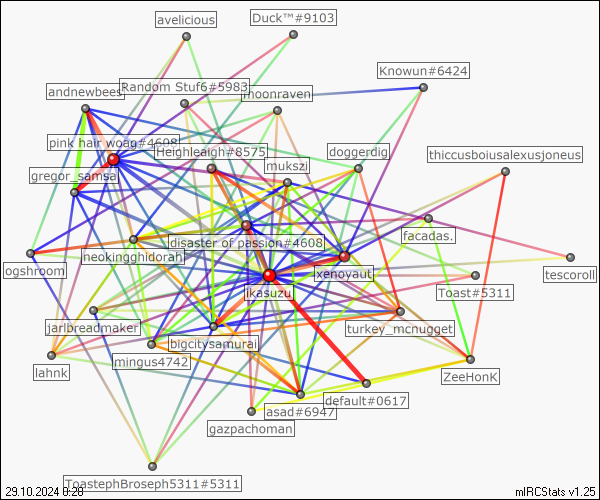 avelicious
Duck™#9103
Knowun#6424
andnewbees
Random Stuf6#5983
moonraven
pink hair woag#4608
Heighleaigh#8575
mukszi
doggerdig
thiccusboiusalexusjoneus
gregor_samsa
disaster of passion#4608
facadas.
ogshroom
neokingghidorah
xenoyaut
tescoroll
ikasuzu
Toast#5311
jarlbreadmaker
bigcitysamurai
turkey_mcnugget
lahnk
mingus4742
ZeeHonK
default#0617
asad#6947
gazpachoman
ToastephBroseph5311#5311
29.10.2024 0:28
mIRCStats v1.25